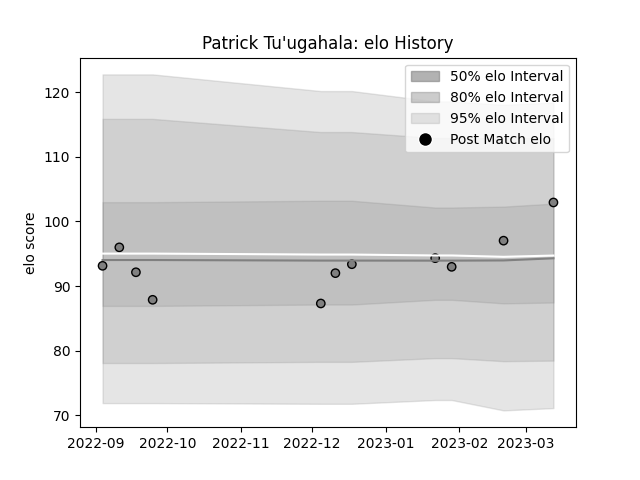 Patrick Tu'ugahala: elo History
50% elo Interval
80% elo Interval
95% elo Interval
Post Match elo
elo score
120
110
100
90
80
70
2022-09 2022-10 2022-11 2022-12 2023-01 2023-02 2023-03